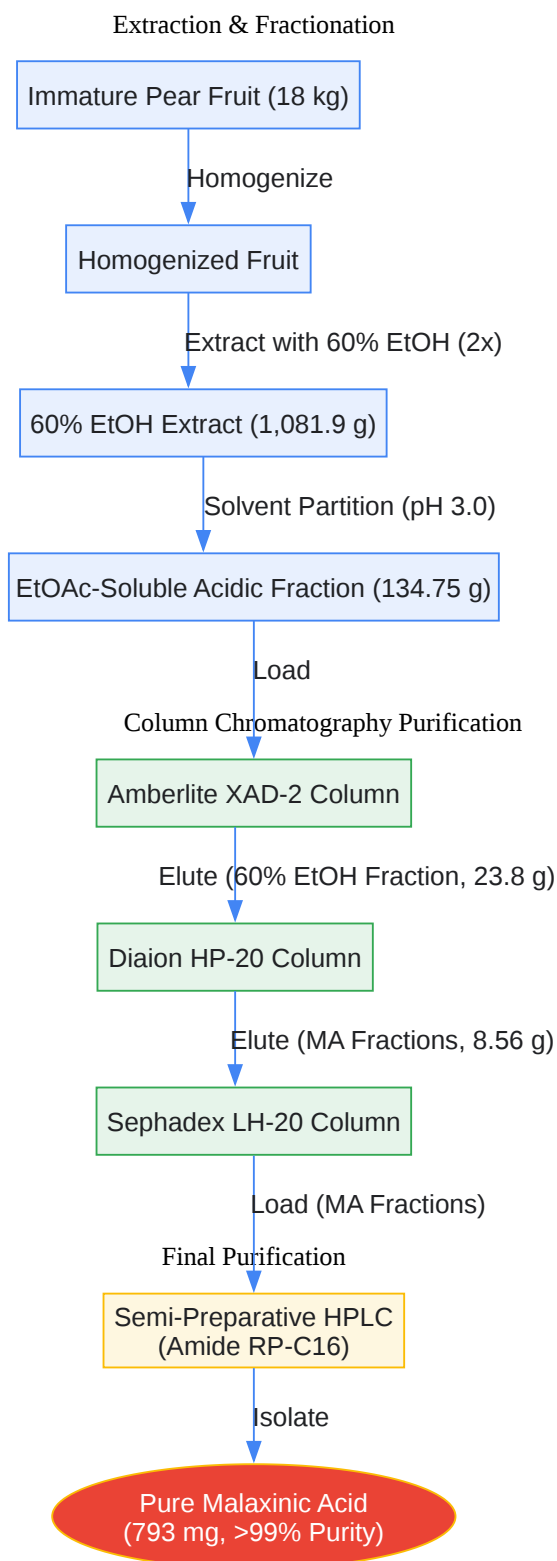 Extraction & Fractionation
Immature Pear Fruit (18 kg)
Homogenize
Homogenized Fruit
Extract with 60% EtOH (2x)
60% EtOH Extract (1,081.9 g)
Solvent Partition (pH 3.0)
EtOAc-Soluble Acidic Fraction (134.75 g)
Load
Column Chromatography Purification
Amberlite XAD-2 Column
Elute (60% EtOH Fraction, 23.8 g)
Diaion HP-20 Column
Elute (MA Fractions, 8.56 g)
Sephadex LH-20 Column
Load (MA Fractions)
Final Purification
Semi-Preparative HPLC
(Amide RP-C16)
Isolate
Pure Malaxinic Acid
(793 mg, >99% Purity)